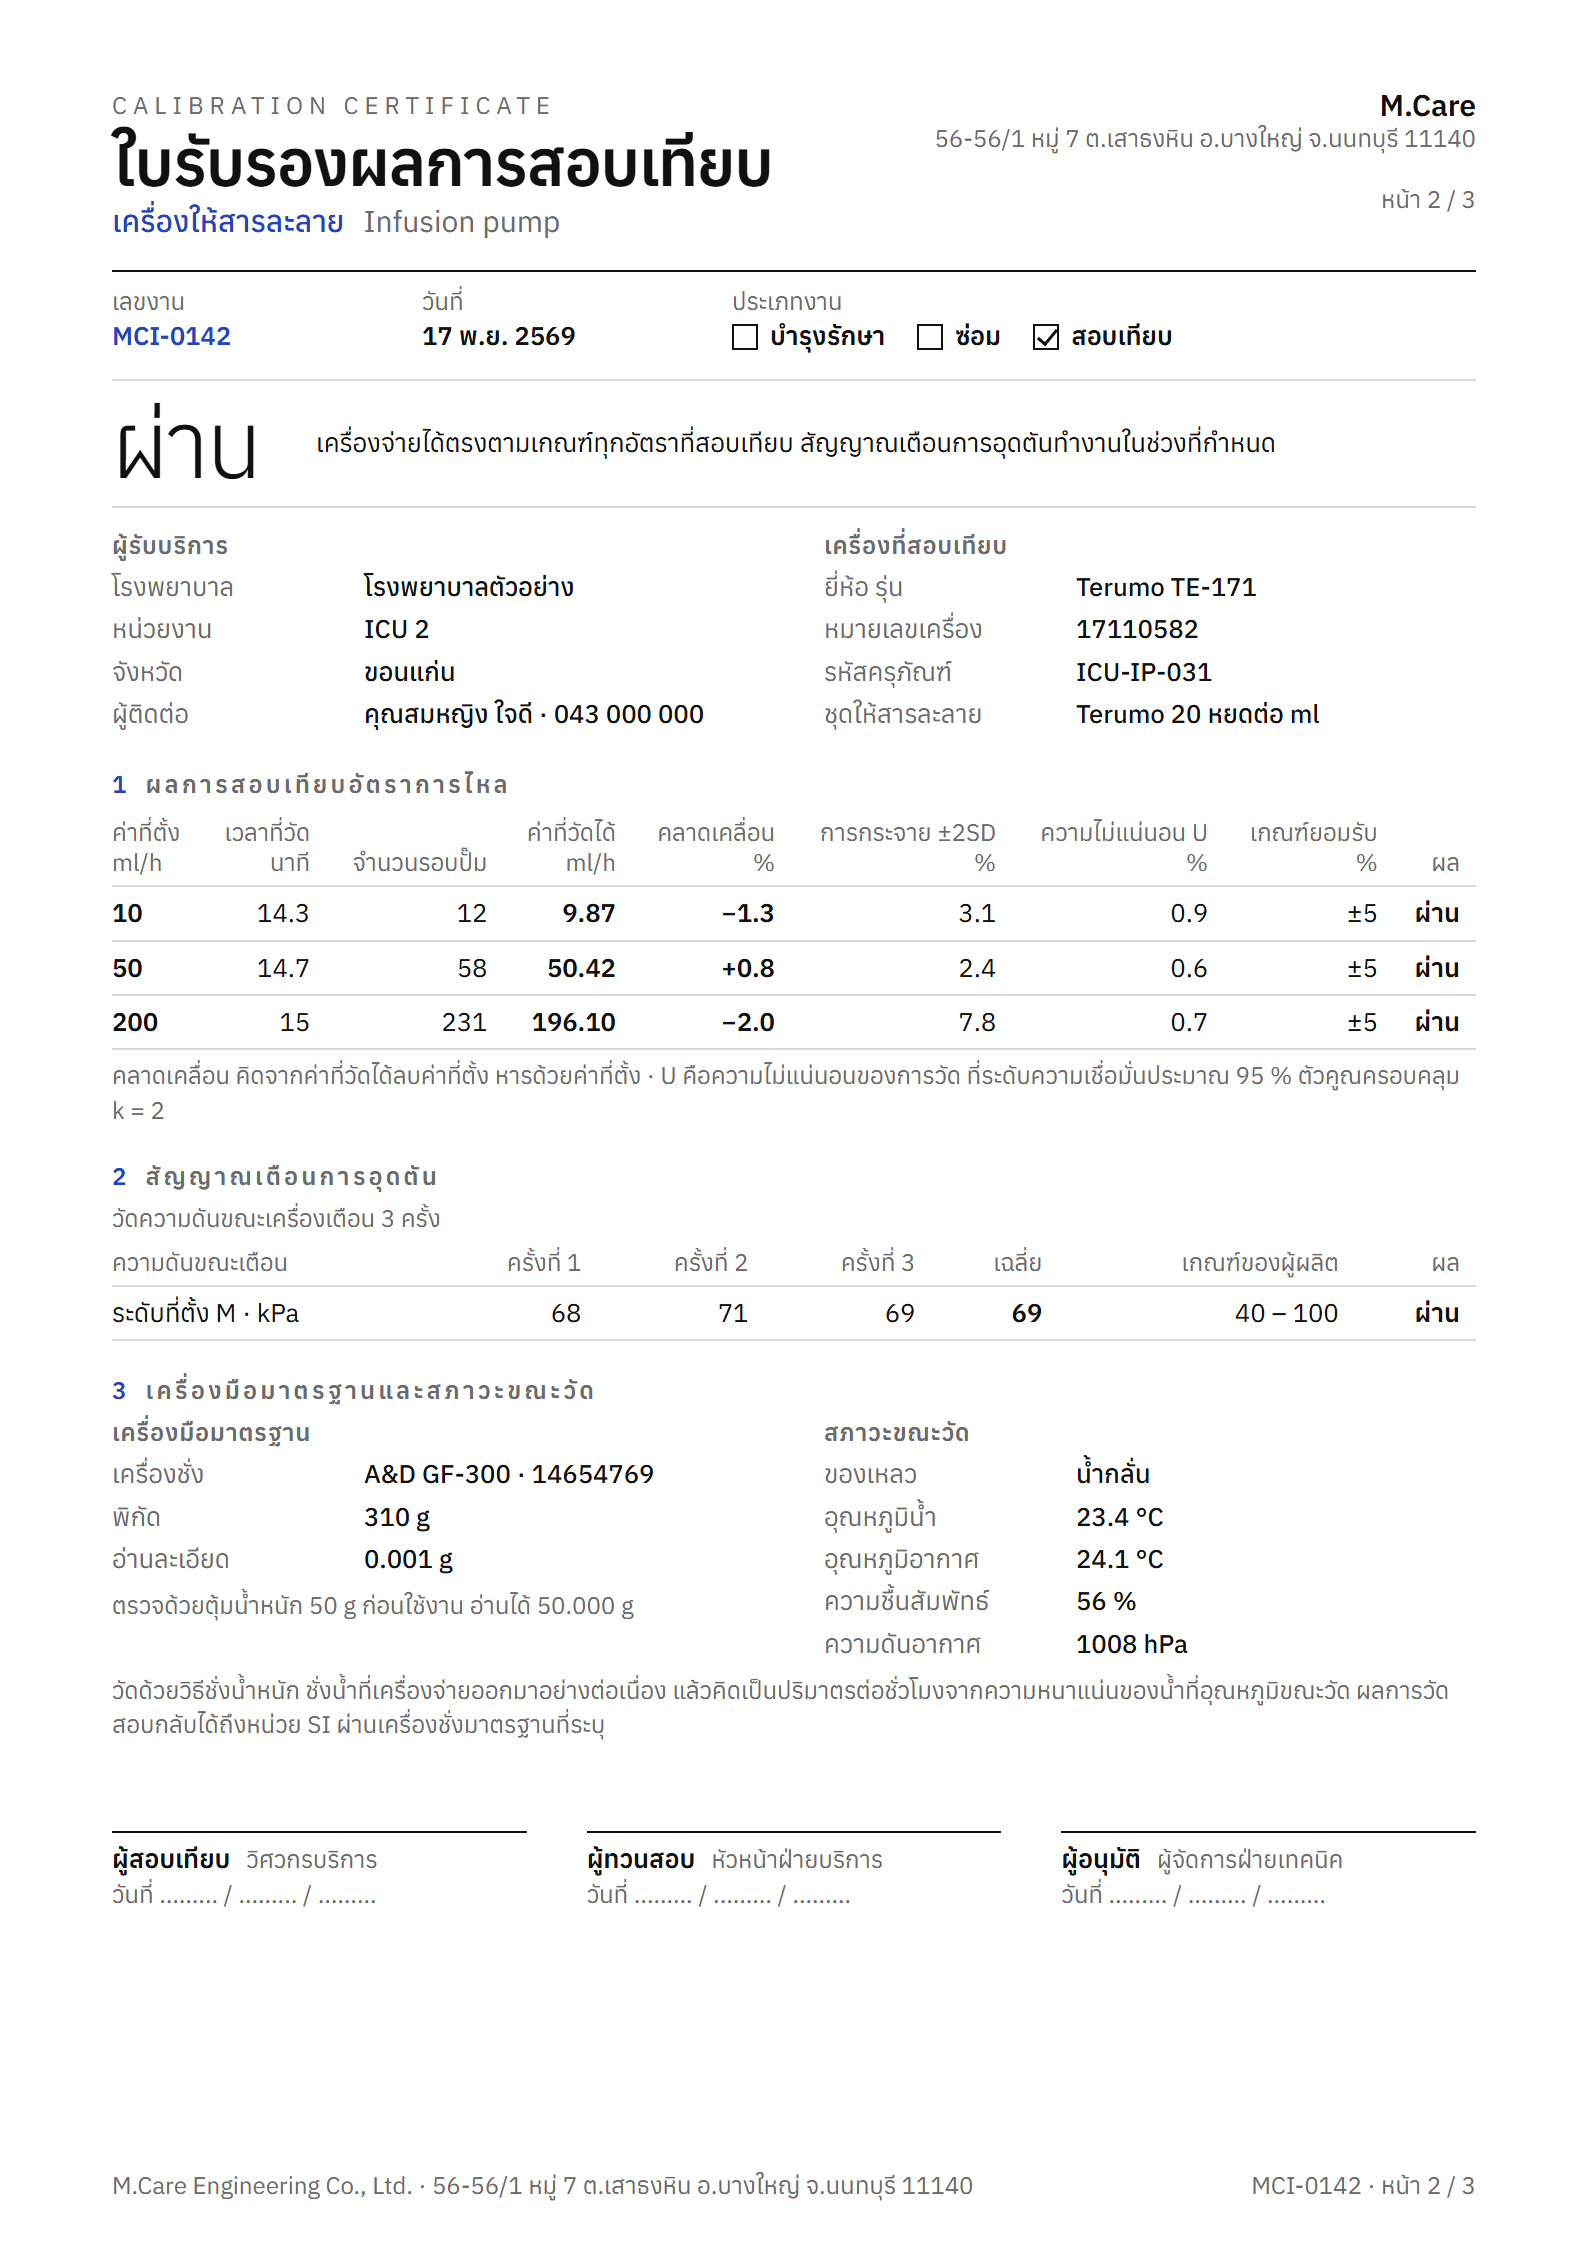 CALIBRATION CERTIFICATE
ใบรับรองผลการสอบเทียบ
เครื่องให้สารละลาย Infusion pump
M.Care
56-56/1 หมู่ 7 ต.เสาธงหิน อ.บางใหญ่ จ.นนทบุรี 11140
หน้า 2 / 3
เลขงาน วันที่ ประเภทงาน
MCI-0142 17 พ.ย. 2569 บำรุงรักษา ซ่อม สอบเทียบ
ผ่าน เครื่องจ่ายได้ตรงตามเกณฑ์ทุกอัตราที่สอบเทียบ สัญญาณเตือนการอุดตันทำงานในช่วงที่กำหนด
ผู้รับบริการ
โรงพยาบาล โรงพยาบาลตัวอย่าง
หน่วยงาน ICU 2
จังหวัด ขอนแก่น
ผู้ติดต่อ คุณสมหญิง ใจดี · 043 000 000
เครื่องที่สอบเทียบ
ยี่ห้อ รุ่น Terumo TE-171
หมายเลขเครื่อง 17110582
รหัสครุภัณฑ์ ICU-IP-031
ชุดให้สารละลาย Terumo 20 หยดต่อ ml
1 ผลการสอบเทียบอัตราการไหล
ค่าที่ตั้ง เวลาที่วัด ค่าที่วัดได้ คลาดเคลื่อน การกระจาย ±2SD ความไม่แน่นอน U เกณฑ์ยอมรับ
ml/h นาที จำนวนรอบปั๊ม ml/h % % % % ผล
10 14.3 12 9.87 −1.3 3.1 0.9 ±5 ผ่าน
50 14.7 58 50.42 +0.8 2.4 0.6 ±5 ผ่าน
200 15 231 196.10 −2.0 7.8 0.7 ±5 ผ่าน
คลาดเคลื่อน คิดจากค่าที่วัดได้ลบค่าที่ตั้ง หารด้วยค่าที่ตั้ง · U คือความไม่แน่นอนของการวัด ที่ระดับความเชื่อมั่นประมาณ 95 % ตัวคูณครอบคลุม
k = 2
2 สัญญาณเตือนการอุดตัน
วัดความดันขณะเครื่องเตือน 3 ครั้ง
ความดันขณะเตือน ครั้งที่ 1 ครั้งที่ 2 ครั้งที่ 3 เฉลี่ย เกณฑ์ของผู้ผลิต ผล
ระดับที่ตั้ง M · kPa 68 71 69 69 40 – 100 ผ่าน
3 เครื่องมือมาตรฐานและสภาวะขณะวัด
เครื่องมือมาตรฐาน
เครื่องชั่ง A&D GF-300 · 14654769
พิกัด 310 g
อ่านละเอียด 0.001 g
ตรวจด้วยตุ้มน้ำหนัก 50 g ก่อนใช้งาน อ่านได้ 50.000 g
สภาวะขณะวัด
ของเหลว น้ำกลั่น
อุณหภูมิน้ำ 23.4 °C
อุณหภูมิอากาศ 24.1 °C
ความชื้นสัมพัทธ์ 56 %
ความดันอากาศ 1008 hPa
วัดด้วยวิธีชั่งน้ำหนัก ชั่งน้ำที่เครื่องจ่ายออกมาอย่างต่อเนื่อง แล้วคิดเป็นปริมาตรต่อชั่วโมงจากความหนาแน่นของน้ำที่อุณหภูมิขณะวัด ผลการวัด
สอบกลับได้ถึงหน่วย SI ผ่านเครื่องชั่งมาตรฐานที่ระบุ
ผู้สอบเทียบ วิศวกรบริการ
วันที่ ......... / ......... / .........
ผู้ทวนสอบ หัวหน้าฝ่ายบริการ
วันที่ ......... / ......... / .........
ผู้อนุมัติ ผู้จัดการฝ่ายเทคนิค
วันที่ ......... / ......... / .........
M.Care Engineering Co., Ltd. · 56-56/1 หมู่ 7 ต.เสาธงหิน อ.บางใหญ่ จ.นนทบุรี 11140 MCI-0142 · หน้า 2 / 3